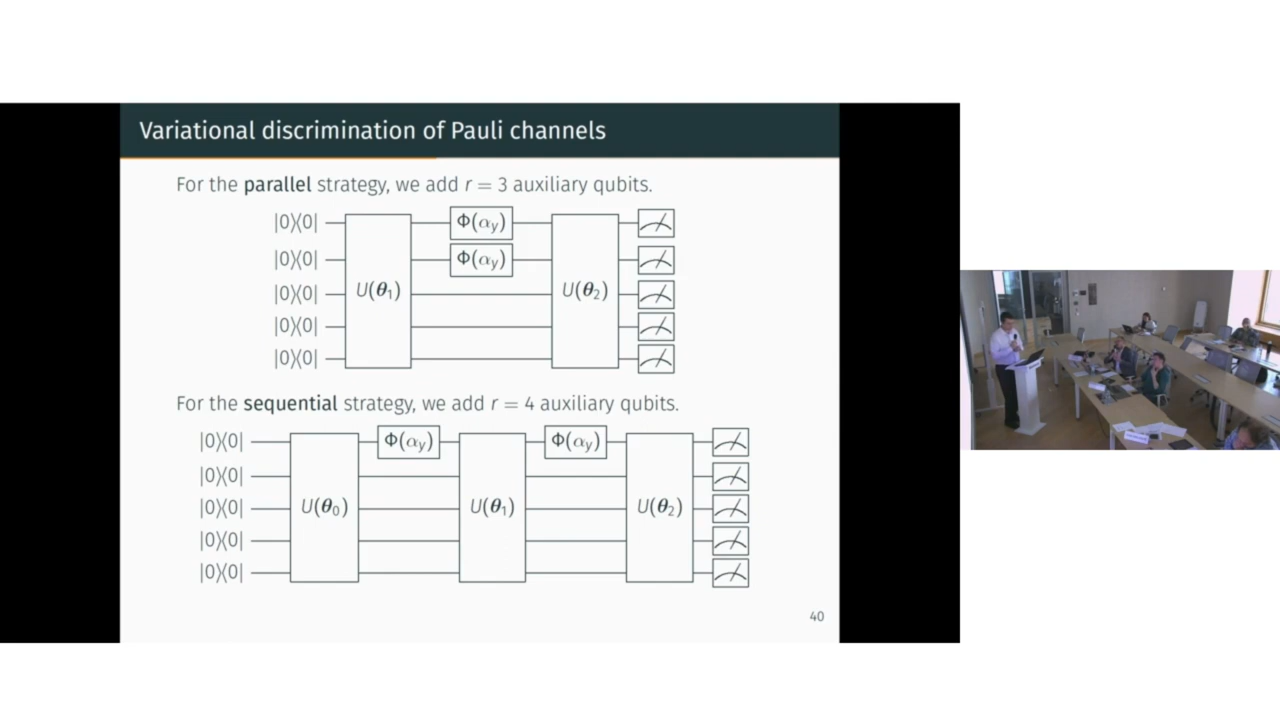 Variational discrimination of Pauli channels
For the parallel strategy, we add r = 3 auxiliary qubits.
|0⟩⟨0|
Φ(αy)
|0⟩⟨0|
Φ(αy)
|0⟩⟨0|
U(θ1)
U(θ2)
|0⟩⟨0|
|0⟩⟨0|
For the sequential strategy, we add r = 4 auxiliary qubits.
|0⟩⟨0|
Φ(αy)
Φ(αy)
|0⟩⟨0|
|0⟩⟨0|
U(θ0)
U(θ1)
U(θ2)
|0⟩⟨0|
|0⟩⟨0|
40